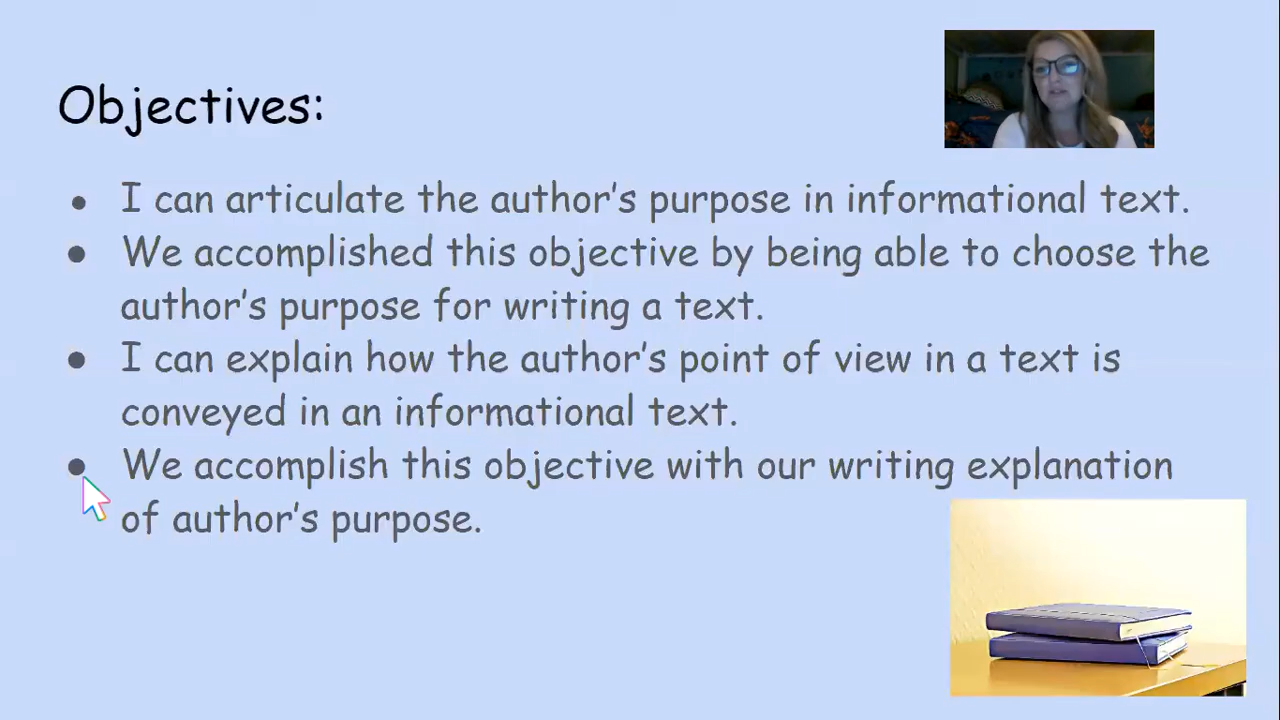 Objectives:
I can articulate the author's purpose in informational text.
We accomplished this objective by being able to choose the
author's purpose for writing a text.
I can explain how the author's point of view in a text is
conveyed in an informational text.
We accomplish this objective with our writing explanation
of author's purpose.